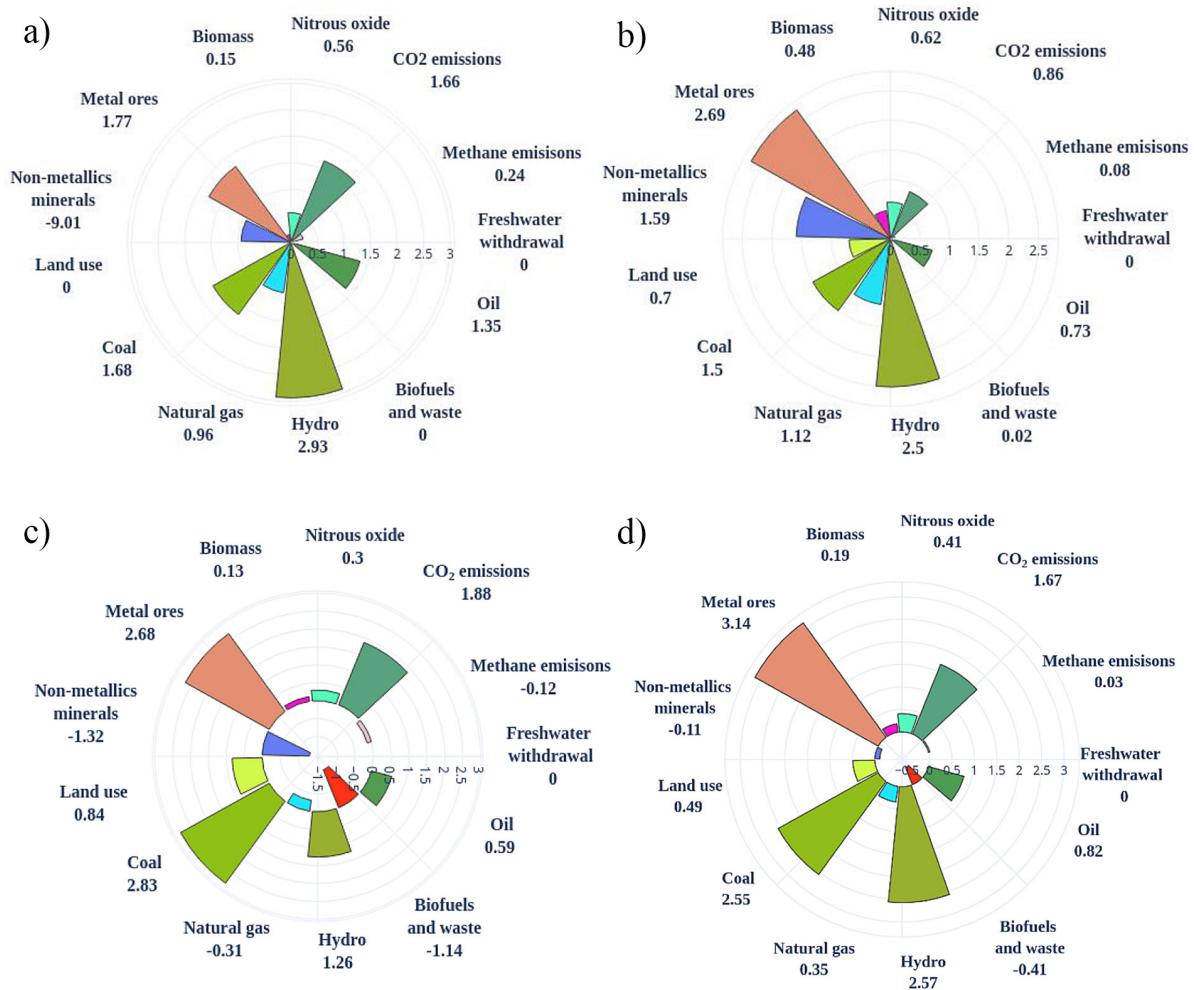 a)
Nitrous oxide
0.56
Biomass
0.15
CO2 emissions
1.66
Metal ores
1.77
Methane emisisons
0.24
Non-metallics
minerals
-9.01
Freshwater
withdrawal
0
0 0.5 1 1.5 2 2.5 3
Land use
0
Oil
1.35
Coal
1.68
Biofuels
and waste
0
Natural gas
0.96
Hydro
2.93
b)
Nitrous oxide
0.62
Biomass
0.48
CO2 emissions
0.86
Metal ores
2.69
Methane emisisons
0.08
Non-metallics
minerals
1.59
Freshwater
withdrawal
0
0 0.5 1 1.5 2 2.5
Land use
0.7
Oil
0.73
Coal
1.5
Biofuels
and waste
0.02
Natural gas
1.12
Hydro
2.5
c)
Nitrous oxide
0.3
Biomass
0.13
CO₂ emissions
1.88
Metal ores
2.68
Methane emisisons
-0.12
Non-metallics
minerals
-1.32
Freshwater
withdrawal
0
-1.5 -1 -0.5 0 0.5 1 1.5 2 2.5 3
Land use
0.84
Oil
0.59
Coal
2.83
Biofuels
and waste
-1.14
Natural gas
-0.31
Hydro
1.26
d)
Nitrous oxide
0.41
Biomass
0.19
CO₂ emissions
1.67
Metal ores
3.14
Methane emisisons
0.03
Non-metallics
minerals
-0.11
Freshwater
withdrawal
0
−0.5 0 0.5 1 1.5 2 2.5 3
Land use
0.49
Oil
0.82
Coal
2.55
Biofuels
and waste
-0.41
Natural gas
0.35
Hydro
2.57